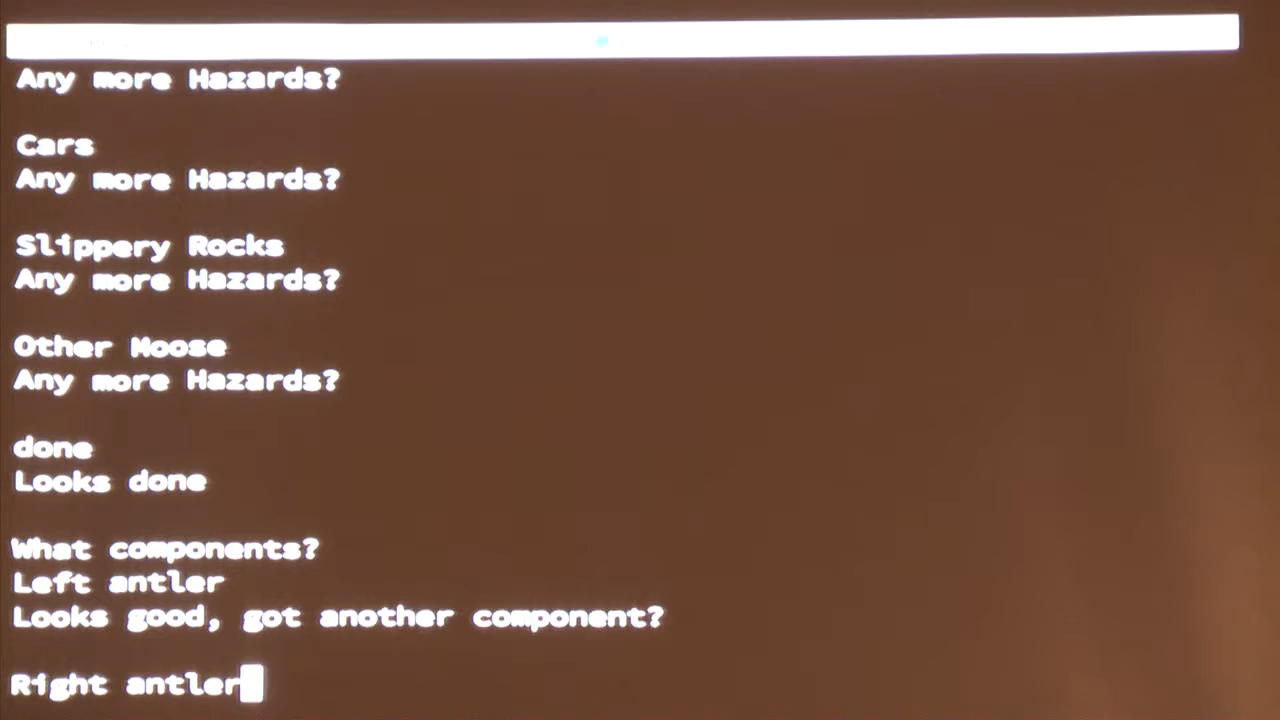 Any more Hazards?
Cars
Any more Hazards?
Slippery Rocks
Any more Hazards?
Other Moose
Any more Hazards?
done
Looks done
What components?
Left antler
Looks good, got another component?
Right antler